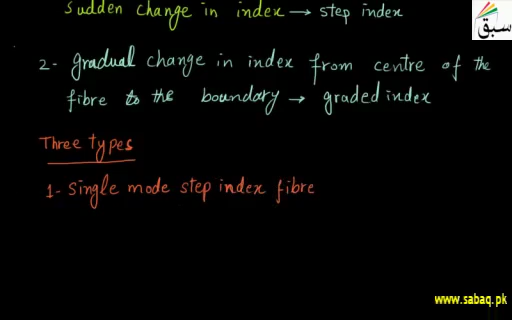 سبق
Sudden change in index → step index
2- gradual change in index from centre of the
fibre to the boundary → graded index
Three types
1- Single mode step index fibre
www.sabaq.pk